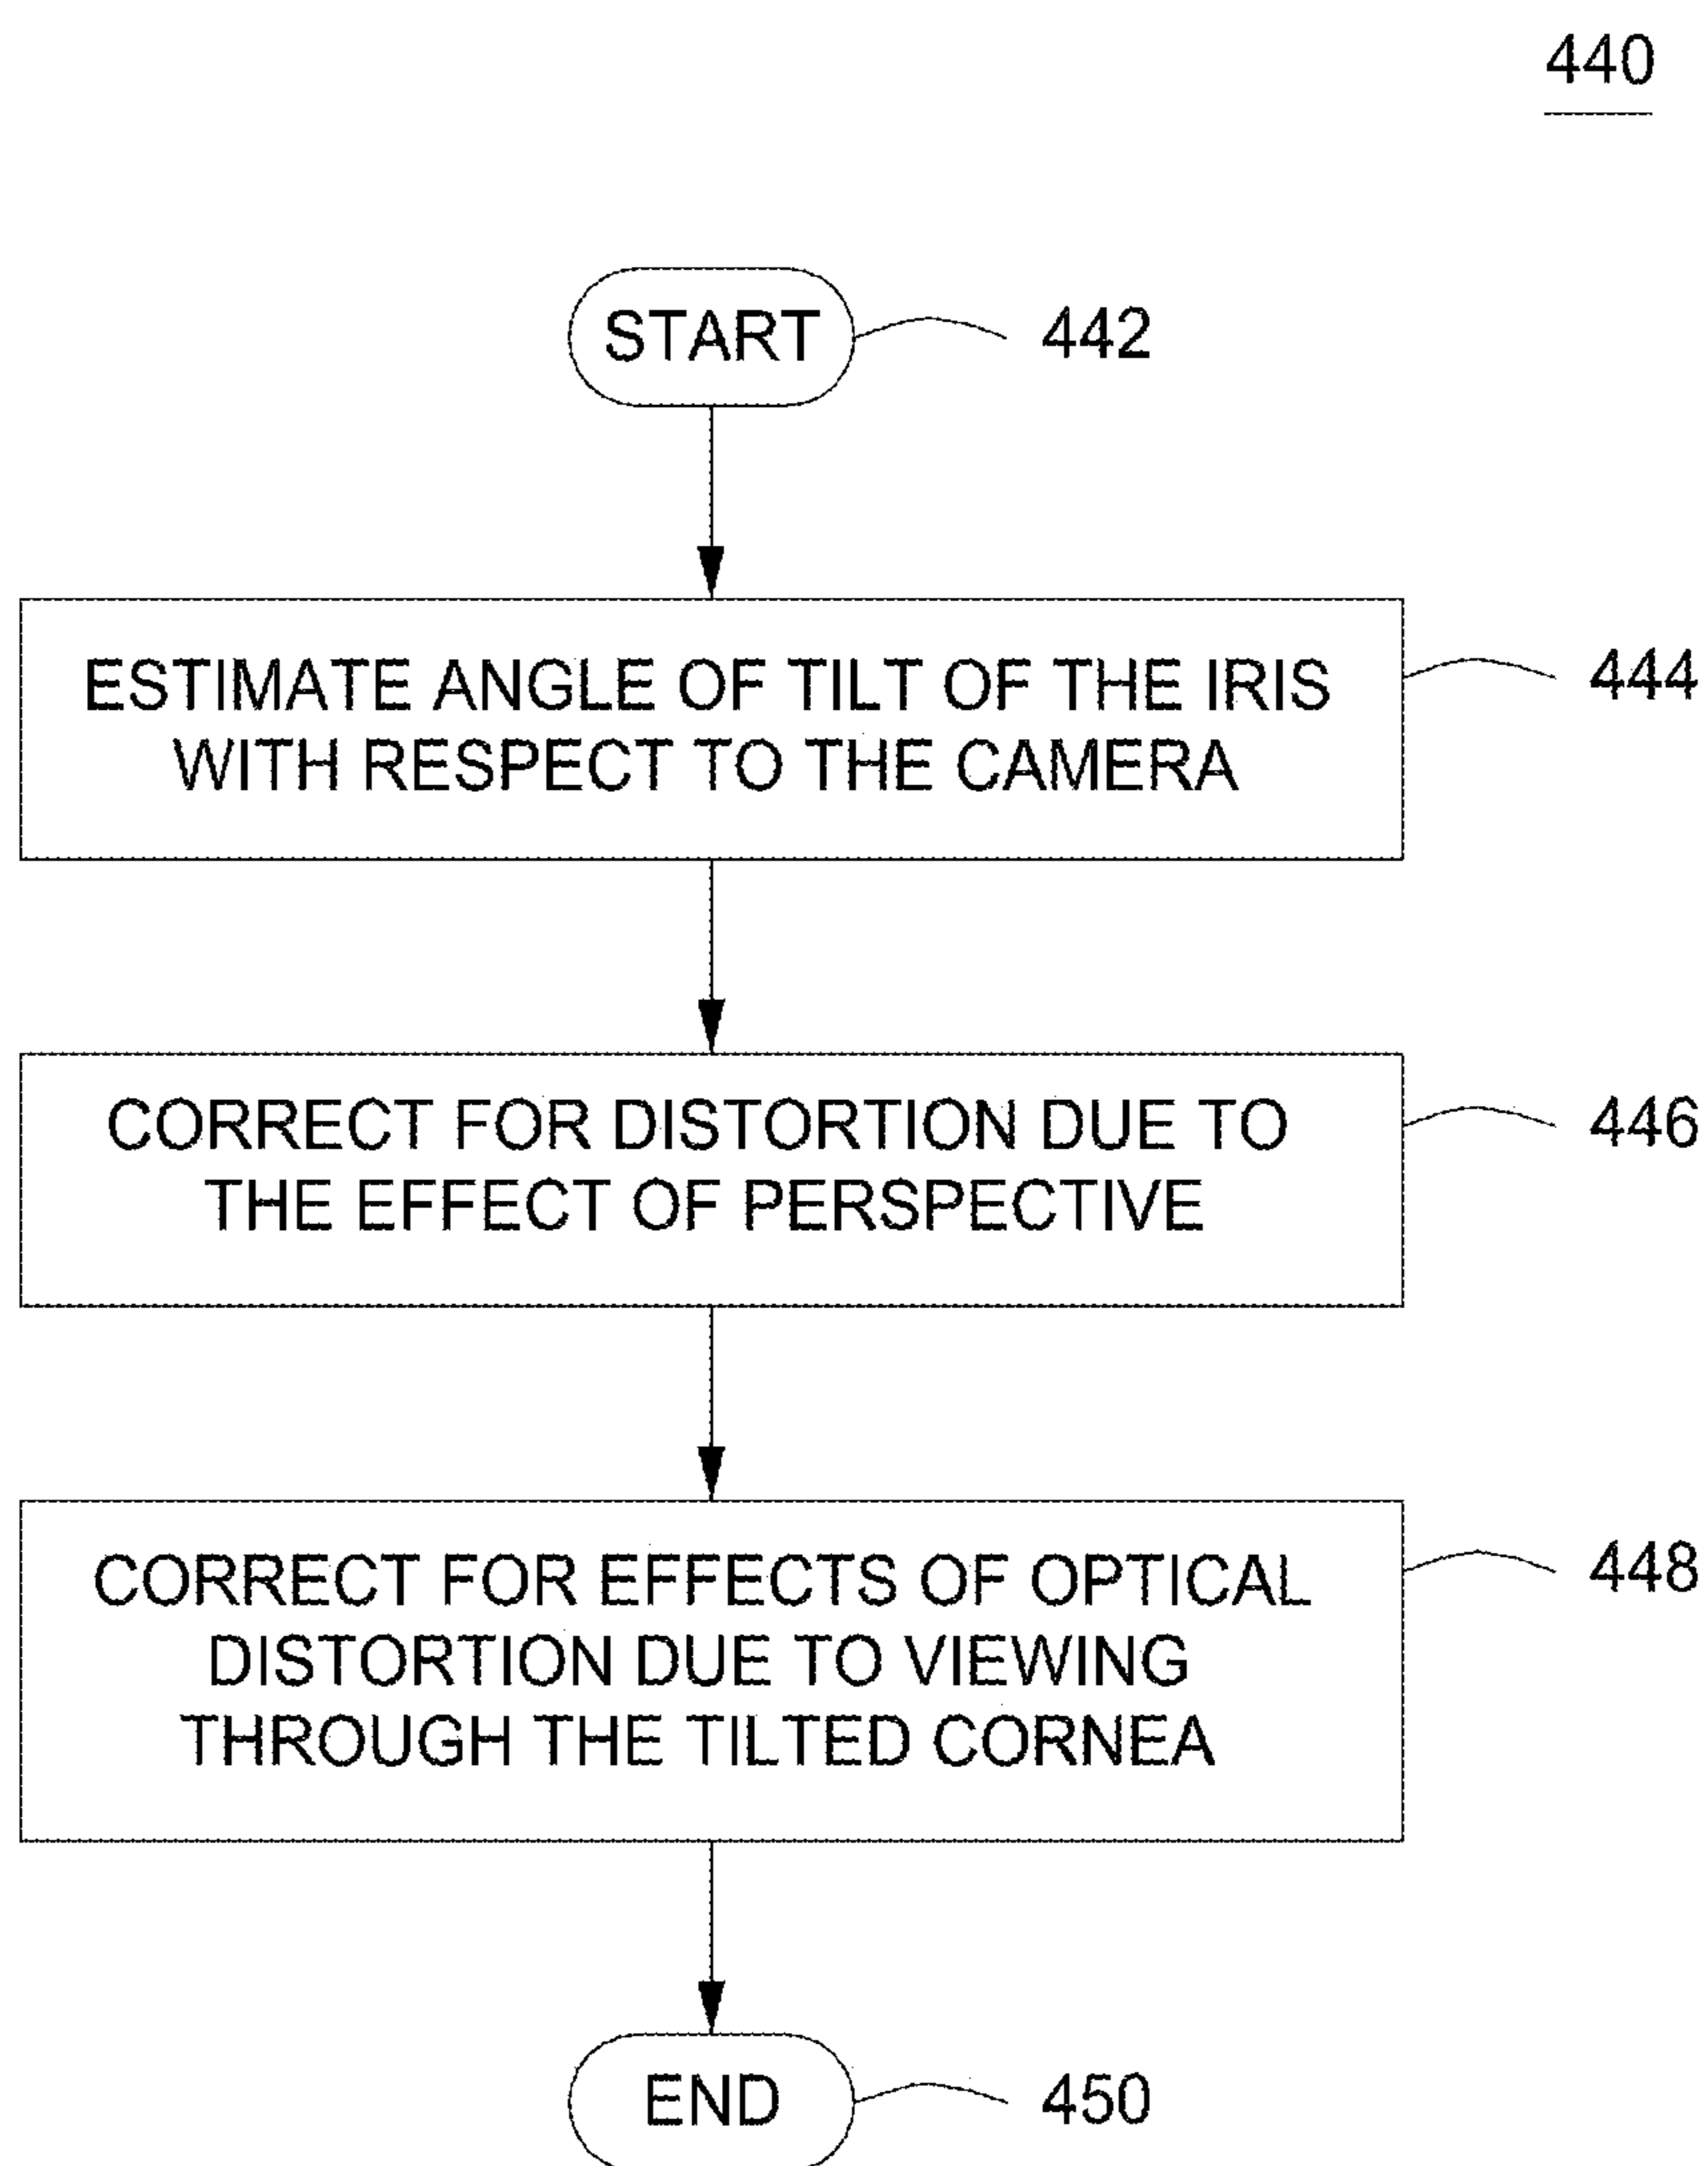 440
START
442
ESTIMATE ANGLE OF TILT OF THE IRIS
WITH RESPECT TO THE CAMERA
444
CORRECT FOR DISTORTION DUE TO
THE EFFECT OF PERSPECTIVE
446
CORRECT FOR EFFECTS OF OPTICAL
DISTORTION DUE TO VIEWING
THROUGH THE TILTED CORNEA
448
END
450